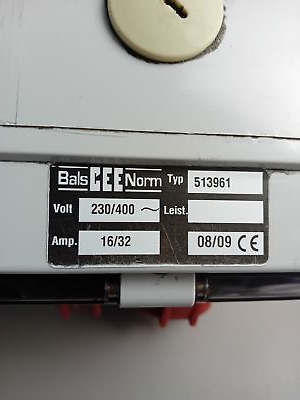 Bals CEE Norm Typ 513961
Volt 230/400 ~ Leist.
Amp. 16/32 08/09 CE